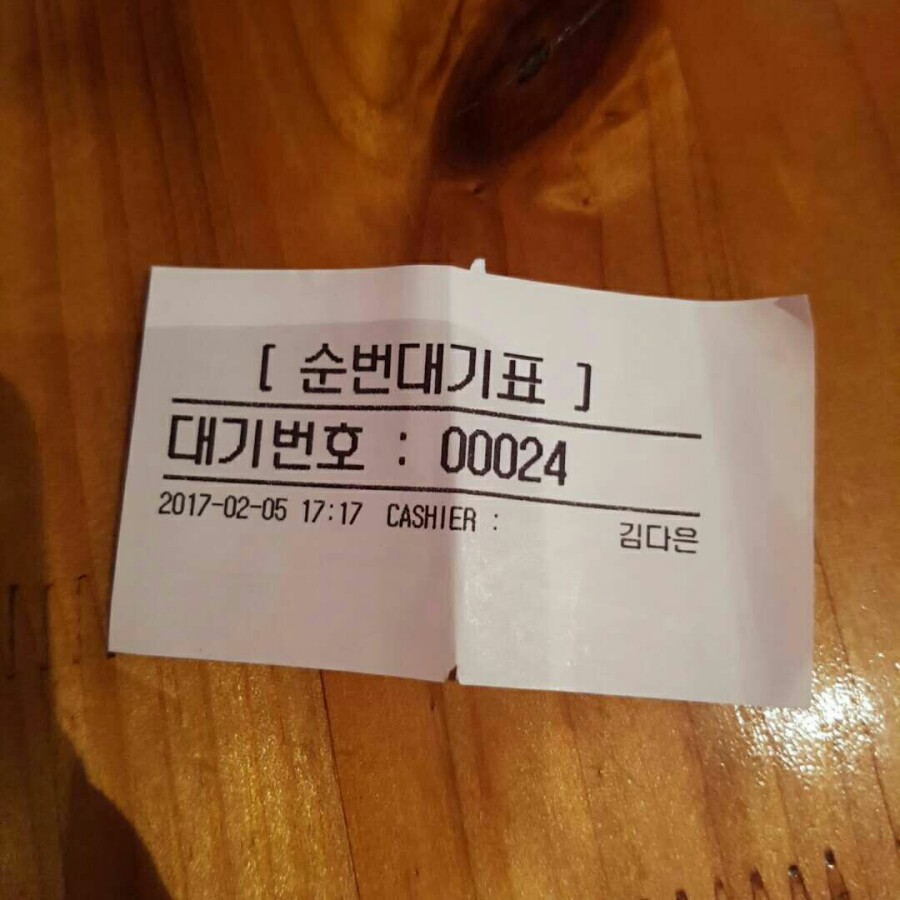 [ 순번대기표 ]
대기번호 : 00024
2017-02-05 17:17 CASHIER : 김다은